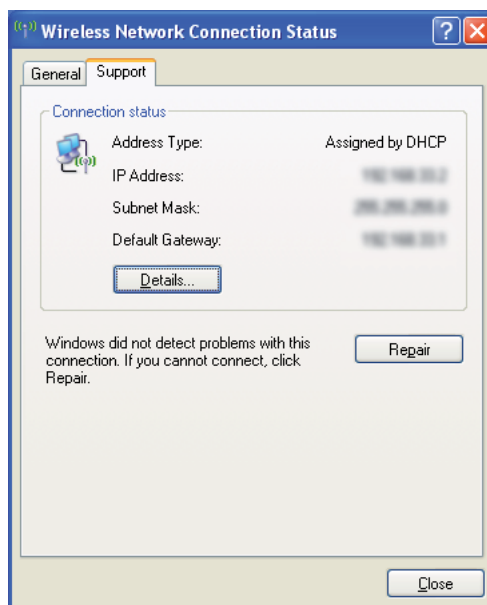 Wireless Network Connection Status
General Support
Connection status
Address Type: Assigned by DHCP
IP Address:
Subnet Mask:
Default Gateway:
Details...
Windows did not detect problems with this
connection. If you cannot connect, click
Repair.
Repair
Close